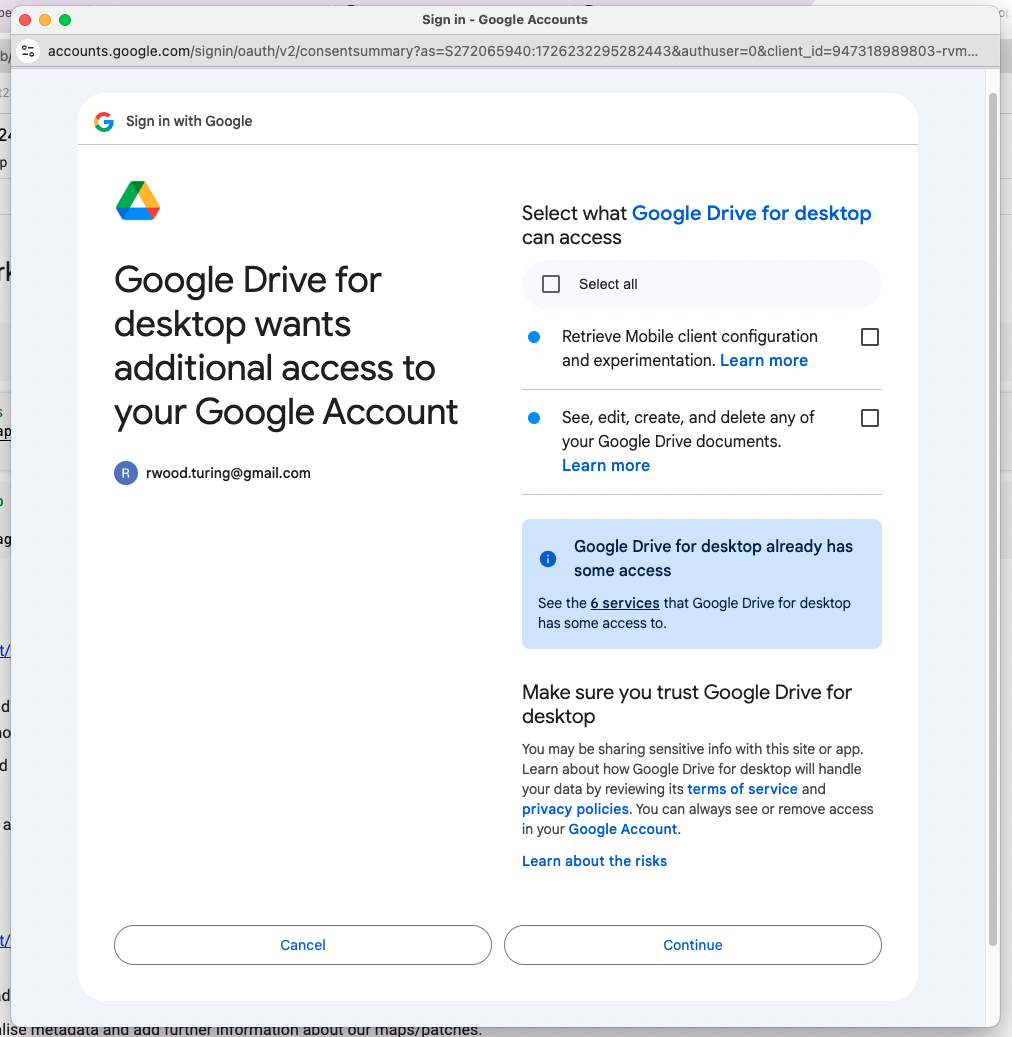 Sign in - Google Accounts
accounts.google.com/signin/oauth/v2/consentsummary?as=S272065940:1726232295282443&authuser=0&client_id=947318989803-rvm...
Sign in with Google
Google Drive for
desktop wants
additional access to
your Google Account
R rwood.turing@gmail.com
Select what Google Drive for desktop
can access
Select all
Retrieve Mobile client configuration
and experimentation. Learn more
See, edit, create, and delete any of
your Google Drive documents.
Learn more
Google Drive for desktop already has
some access
See the 6 services that Google Drive for desktop
has some access to.
Make sure you trust Google Drive for
desktop
You may be sharing sensitive info with this site or app.
Learn about how Google Drive for desktop will handle
your data by reviewing its terms of service and
privacy policies. You can always see or remove access
in your Google Account.
Learn about the risks
Cancel
Continue
metadata and add further information about our maps/patches.